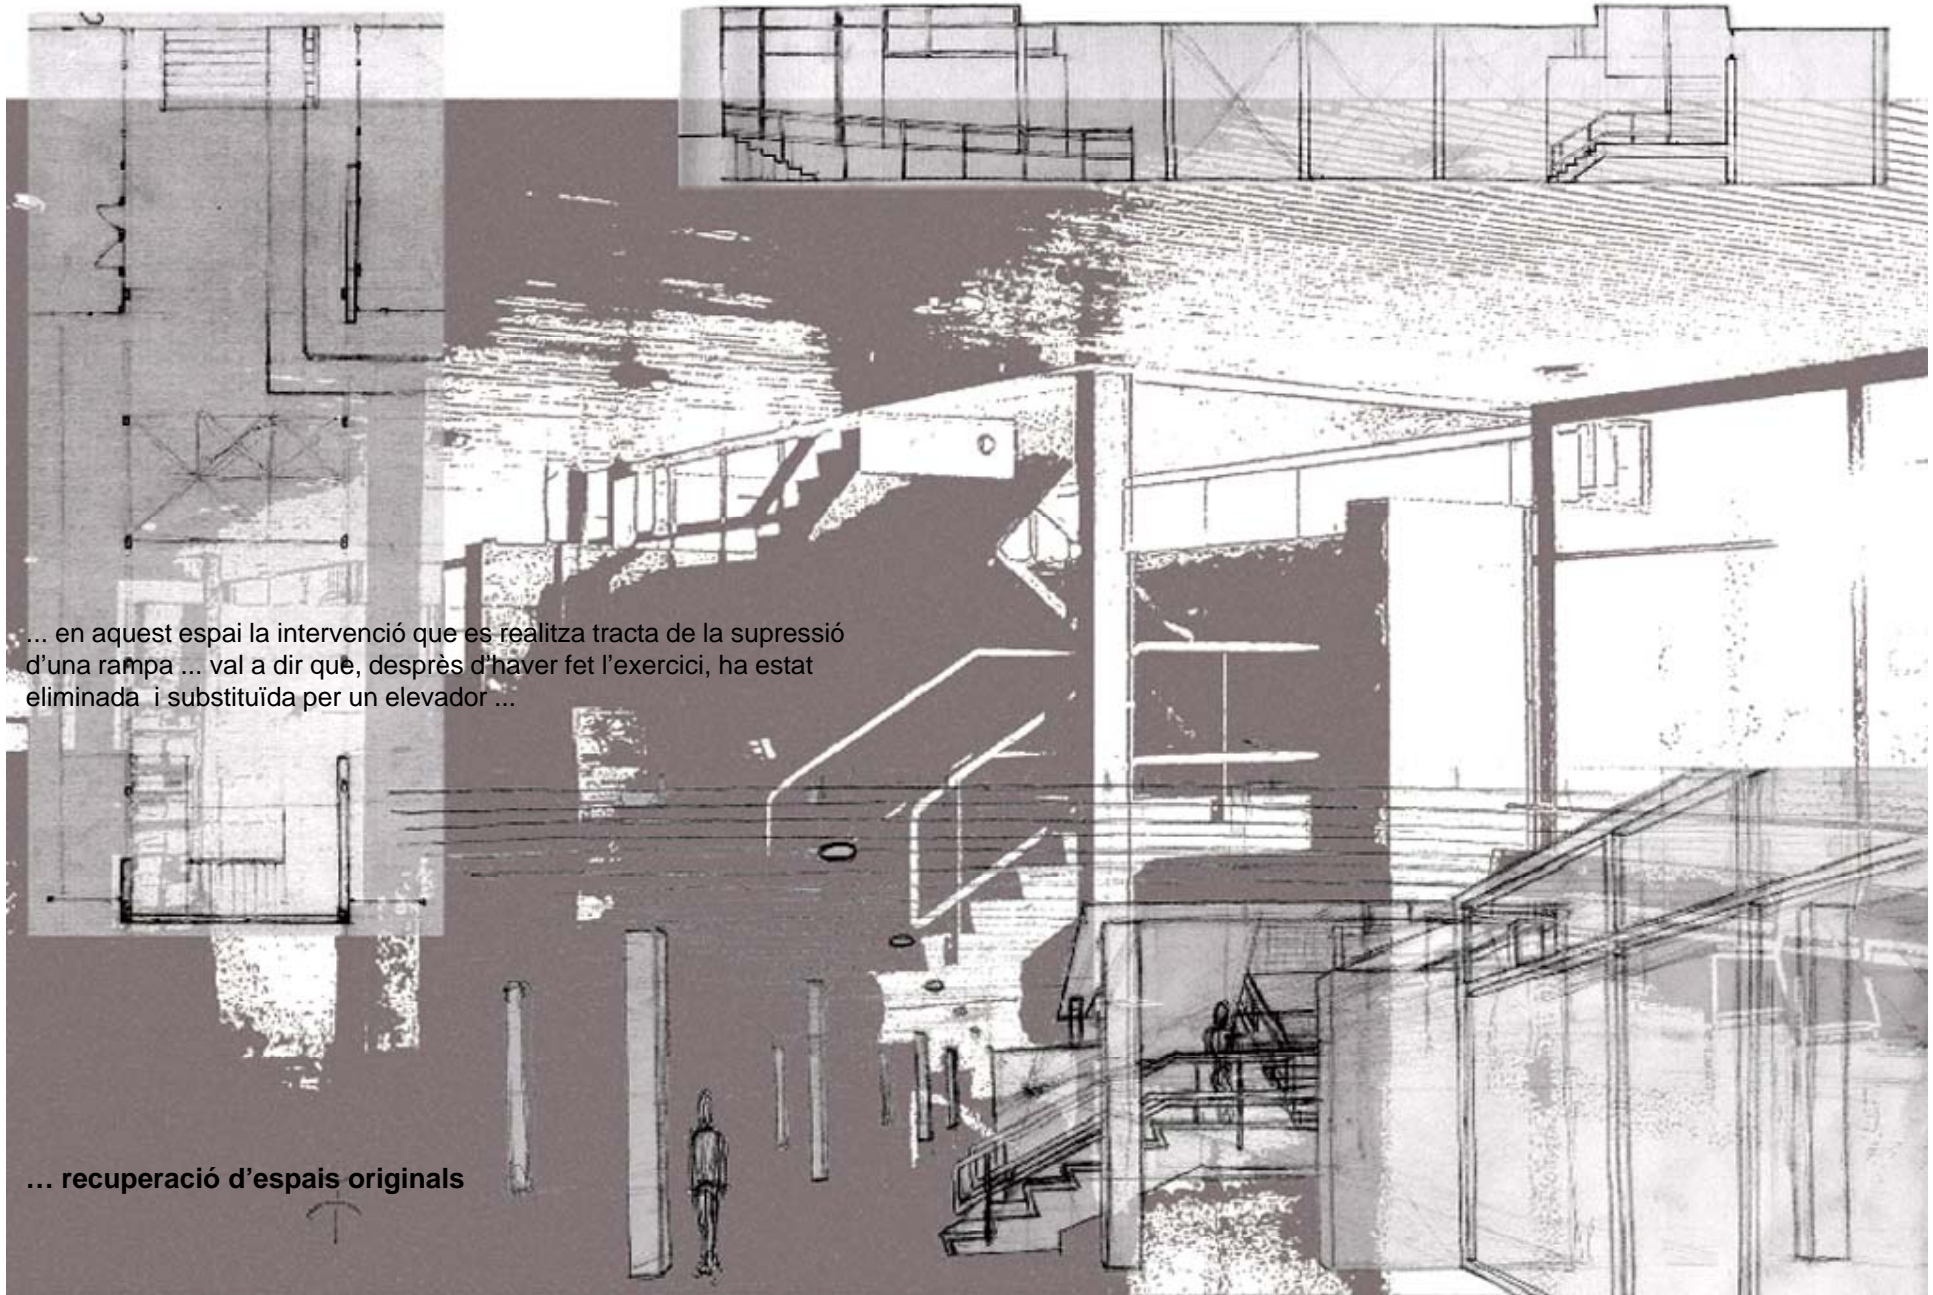 ... en aquest espai la intervenció que es realitza tracta de la supressió
d’una rampa ... val a dir que, desprès d’haver fet l’exercici, ha estat
eliminada i substituïda per un elevador ...
… recuperació d’espais originals